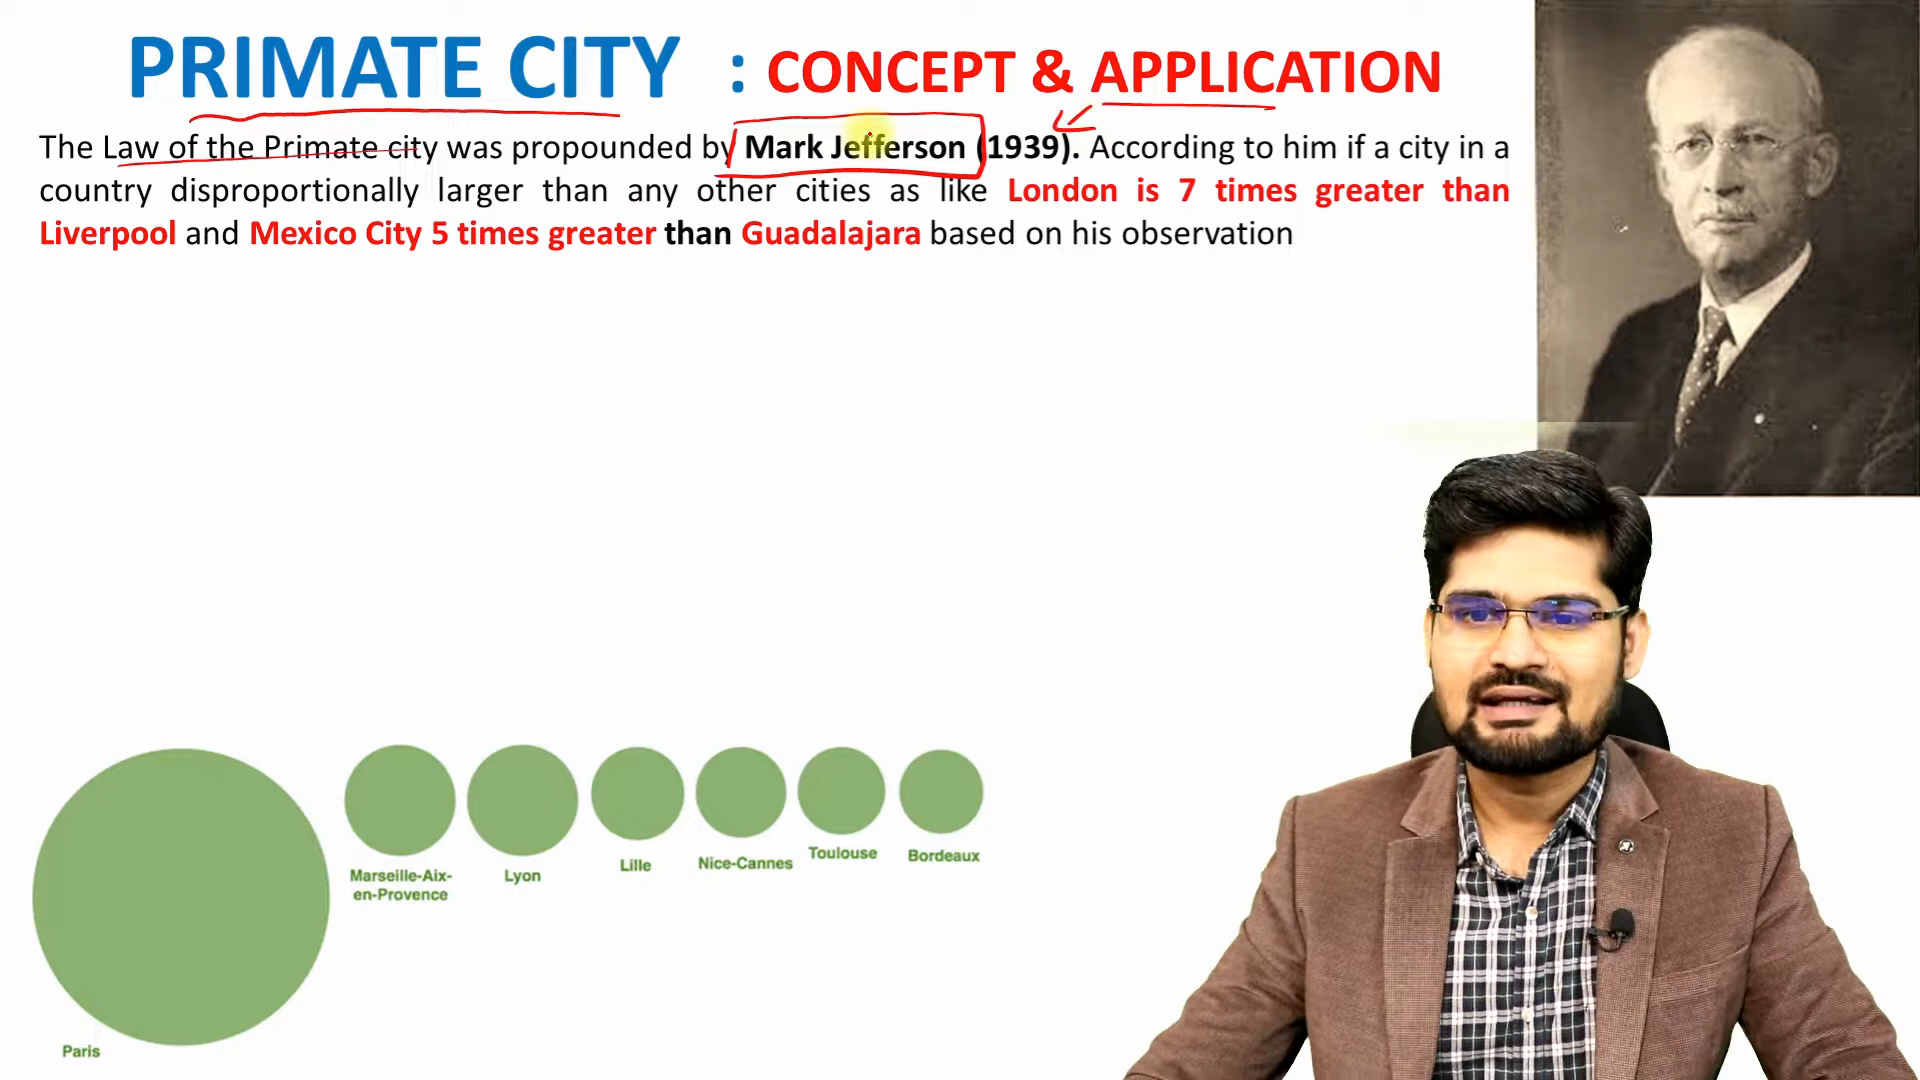 PRIMATE CITY : CONCEPT & APPLICATION
The Law of the Primate city was propounded by Mark Jefferson (1939). According to him if a city in a
country disproportionally larger than any other cities as like London is 7 times greater than
Liverpool and Mexico City 5 times greater than Guadalajara based on his observation
Marseille-Aix-
en-Provence
Lyon
Lille
Nice-Cannes
Toulouse
Bordeaux
Paris